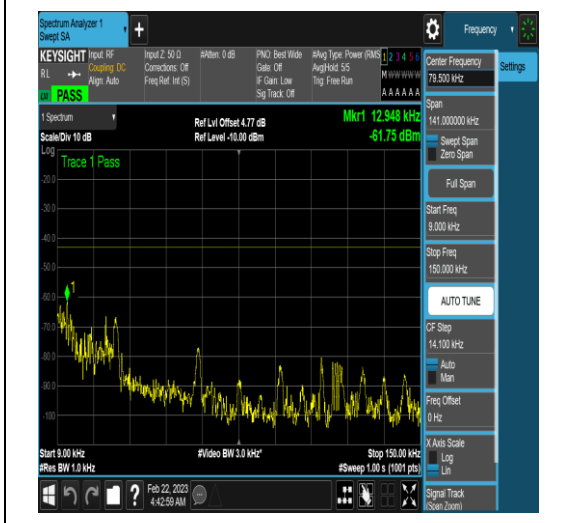 Spectrum Analyzer 1
Swept SA
+
Frequency
KEYSIGHT
RL
PASS
Input: RF
Coupling: DC
Align: Auto
Input Z: 50 Ω
Corrections: Off
Freq Ref: Int (S)
#Atten: 0 dB
PNO: Best Wide
Gate: Off
IF Gain: Low
Sig Track: Off
#Avg Type: Power (RMS
Avg|Hold: 5/5
Trig: Free Run
1 2 3 4 5 6
M W W W W W
A A A A A A
1 Spectrum
Scale/Div 10 dB
Ref Lvl Offset 4.77 dB
Ref Level -10.00 dBm
Mkr1 12.948 kHz
-61.75 dBm
Log
Trace 1 Pass
-20.0
-30.0
-40.0
-50.0
-60.0
-70.0
-80.0
-90.0
-100
1
Start 9.00 kHz
#Res BW 1.0 kHz
#Video BW 3.0 kHz*
Stop 150.00 kHz
#Sweep 1.00 s (1001 pts)
?
Feb 22, 2023
4:42:59 AM
Center Frequency
79.500 kHz
Settings
Span
141.000000 kHz
Swept Span
Zero Span
Full Span
Start Freq
9.000 kHz
Stop Freq
150.000 kHz
AUTO TUNE
CF Step
14.100 kHz
Auto
Man
Freq Offset
0 Hz
X Axis Scale
Log
Lin
Signal Track
(Span Zoom)